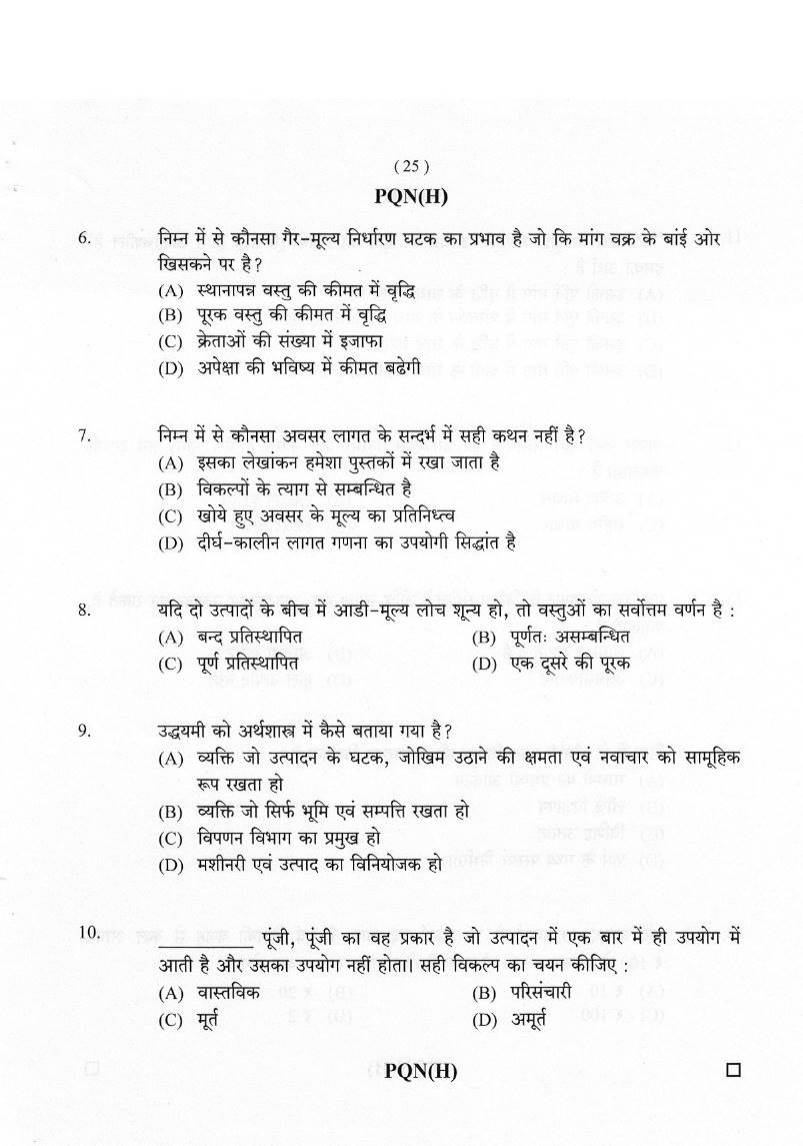 ( 25 )
PQN(H)
6. निम्न में से कौनसा गैर-मूल्य निर्धारण घटक का प्रभाव है जो कि मांग वक्र के बांई ओर
खिसकने पर है?
(A) स्थानापन्न वस्तु की कीमत में वृद्धि
(B) पूरक वस्तु की कीमत में वृद्धि
(C) क्रेताओं की संख्या में इजाफा
(D) अपेक्षा की भविष्य में कीमत बढेगी
7. निम्न में से कौनसा अवसर लागत के सन्दर्भ में सही कथन नहीं है?
(A) इसका लेखांकन हमेशा पुस्तकों में रखा जाता है
(B) विकल्पों के त्याग से सम्बन्धित है
(C) खोये हुए अवसर के मूल्य का प्रतिनिध्त्व
(D) दीर्घ-कालीन लागत गणना का उपयोगी सिद्धांत है
8. यदि दो उत्पादों के बीच में आडी-मूल्य लोच शून्य हो, तो वस्तुओं का सर्वोत्तम वर्णन है :
(A) बन्द प्रतिस्थापित (B) पूर्णतः असम्बन्धित
(C) पूर्ण प्रतिस्थापित (D) एक दूसरे की पूरक
9. उद्धयमी को अर्थशास्त्र में कैसे बताया गया है?
(A) व्यक्ति जो उत्पादन के घटक, जोखिम उठाने की क्षमता एवं नवाचार को सामूहिक
रूप रखता हो
(B) व्यक्ति जो सिर्फ भूमि एवं सम्पत्ति रखता हो
(C) विपणन विभाग का प्रमुख हो
(D) मशीनरी एवं उत्पाद का विनियोजक हो
10. __________ पूंजी, पूंजी का वह प्रकार है जो उत्पादन में एक बार में ही उपयोग में
आती है और उसका उपयोग नहीं होता। सही विकल्प का चयन कीजिए :
(A) वास्तविक (B) परिसंचारी
(C) मूर्त (D) अमूर्त
PQN(H)